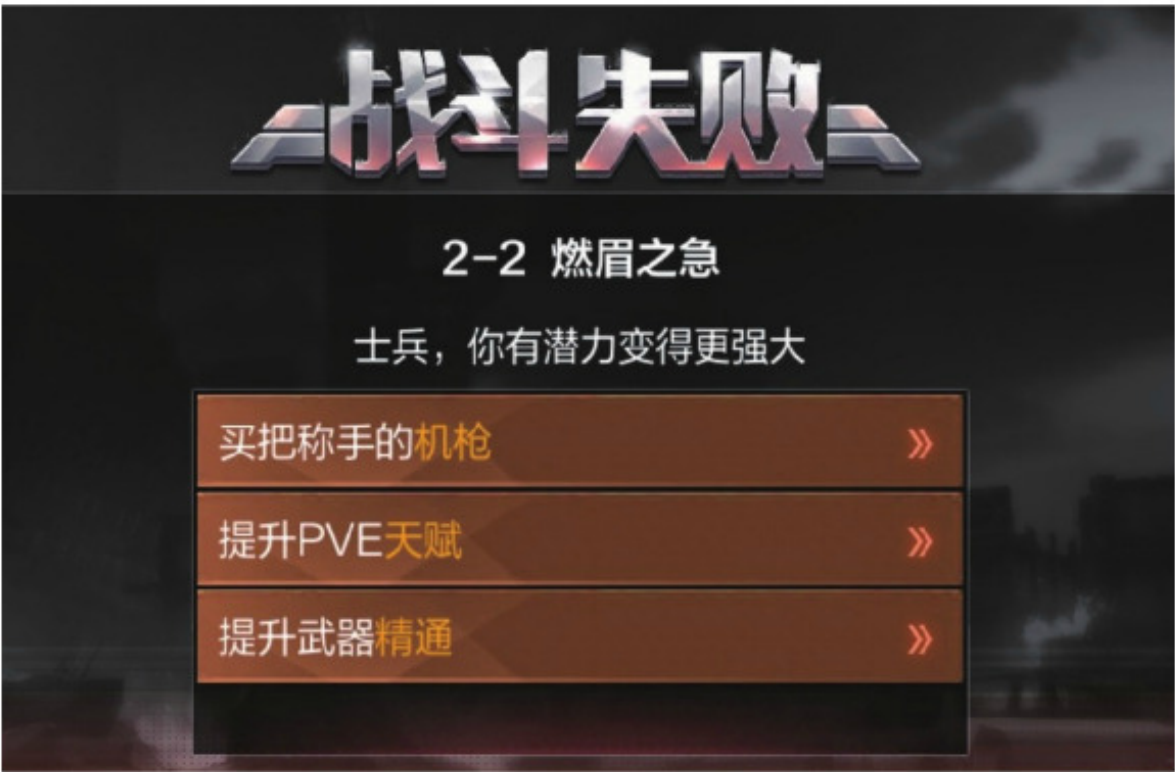 战斗失败
2-2 燃眉之急
士兵，你有潜力变得更强大
买把称手的机枪
提升PVE天赋
提升武器精通